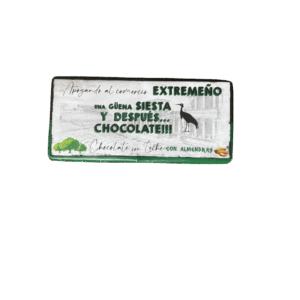 Apoyando al comercio EXTREMEÑO
UNA GÜENA SIESTA
Y DESPUÉS...
CHOCOLATE!!!
Chocolate con Leche CON ALMENDRAS